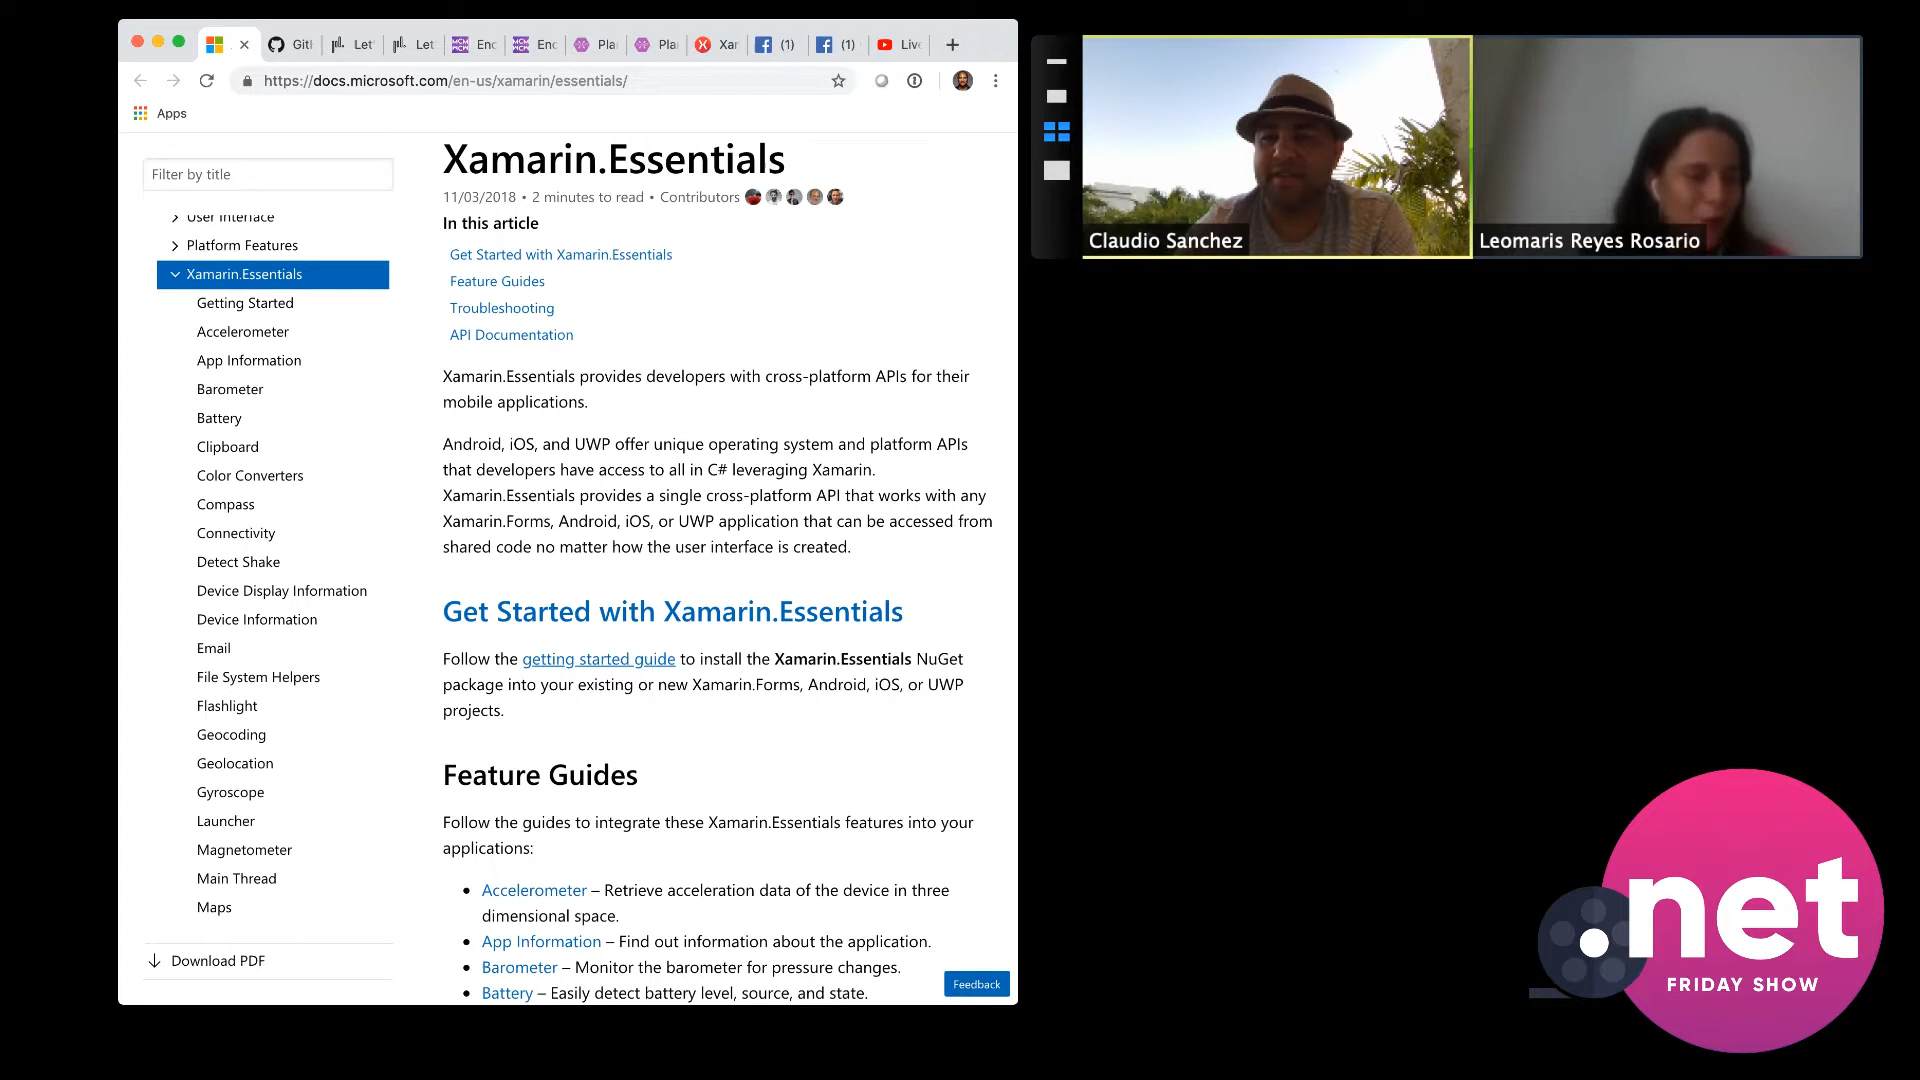 Git
Let
Let
Enc
Enc
Pla
Pla
Xar
(1)
(1)
Live
https://docs.microsoft.com/en-us/xamarin/essentials/
Apps
Filter by title
User Interface
Platform Features
Xamarin.Essentials
Getting Started
Accelerometer
App Information
Barometer
Battery
Clipboard
Color Converters
Compass
Connectivity
Detect Shake
Device Display Information
Device Information
Email
File System Helpers
Flashlight
Geocoding
Geolocation
Gyroscope
Launcher
Magnetometer
Main Thread
Maps
Download PDF
Xamarin.Essentials
11/03/2018 • 2 minutes to read • Contributors
In this article
Get Started with Xamarin.Essentials
Feature Guides
Troubleshooting
API Documentation
Xamarin.Essentials provides developers with cross-platform APIs for their
mobile applications.
Android, iOS, and UWP offer unique operating system and platform APIs
that developers have access to all in C# leveraging Xamarin.
Xamarin.Essentials provides a single cross-platform API that works with any
Xamarin.Forms, Android, iOS, or UWP application that can be accessed from
shared code no matter how the user interface is created.
Get Started with Xamarin.Essentials
Follow the getting started guide to install the Xamarin.Essentials NuGet
package into your existing or new Xamarin.Forms, Android, iOS, or UWP
projects.
Feature Guides
Follow the guides to integrate these Xamarin.Essentials features into your
applications:
• Accelerometer – Retrieve acceleration data of the device in three
dimensional space.
• App Information – Find out information about the application.
• Barometer – Monitor the barometer for pressure changes.
• Battery – Easily detect battery level, source, and state.
Feedback
Claudio Sanchez
Leomaris Reyes Rosario
.net
FRIDAY SHOW